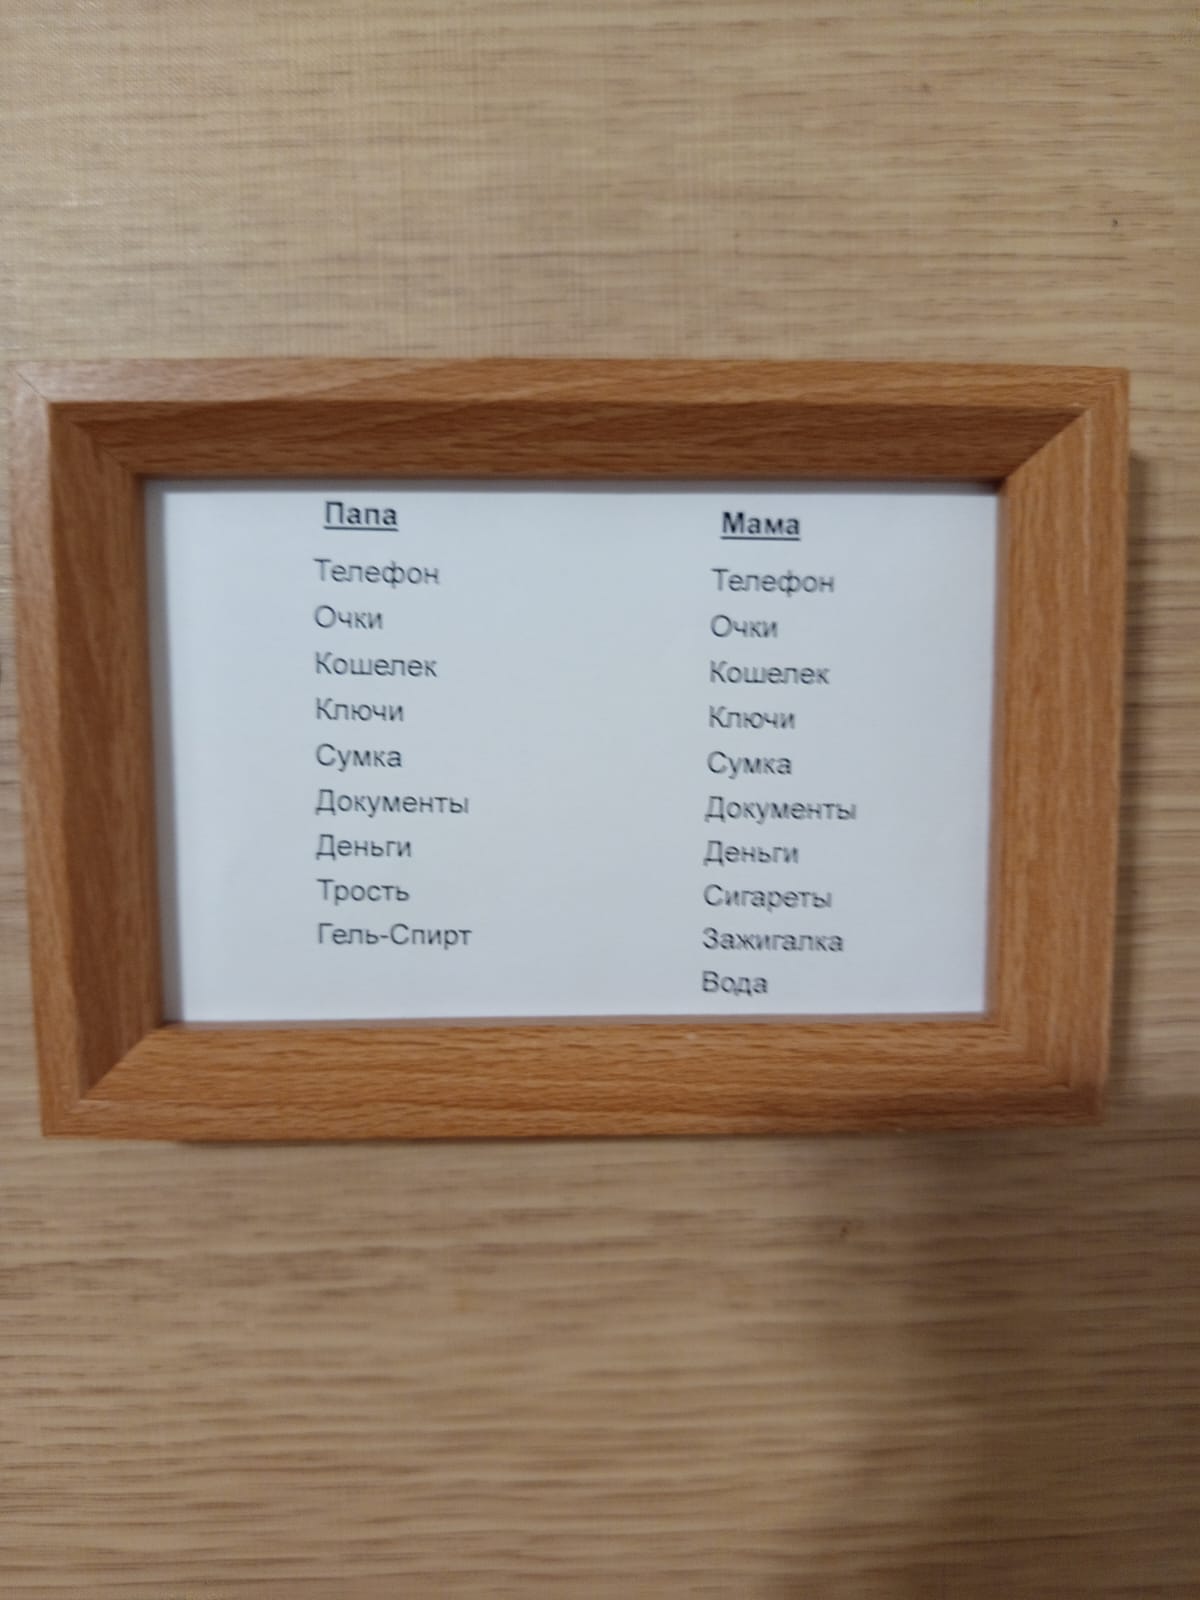 Папа
Телефон
Очки
Кошелек
Ключи
Сумка
Документы
Деньги
Трость
Гель-Спирт
Мама
Телефон
Очки
Кошелек
Ключи
Сумка
Документы
Деньги
Сигареты
Зажигалка
Вода